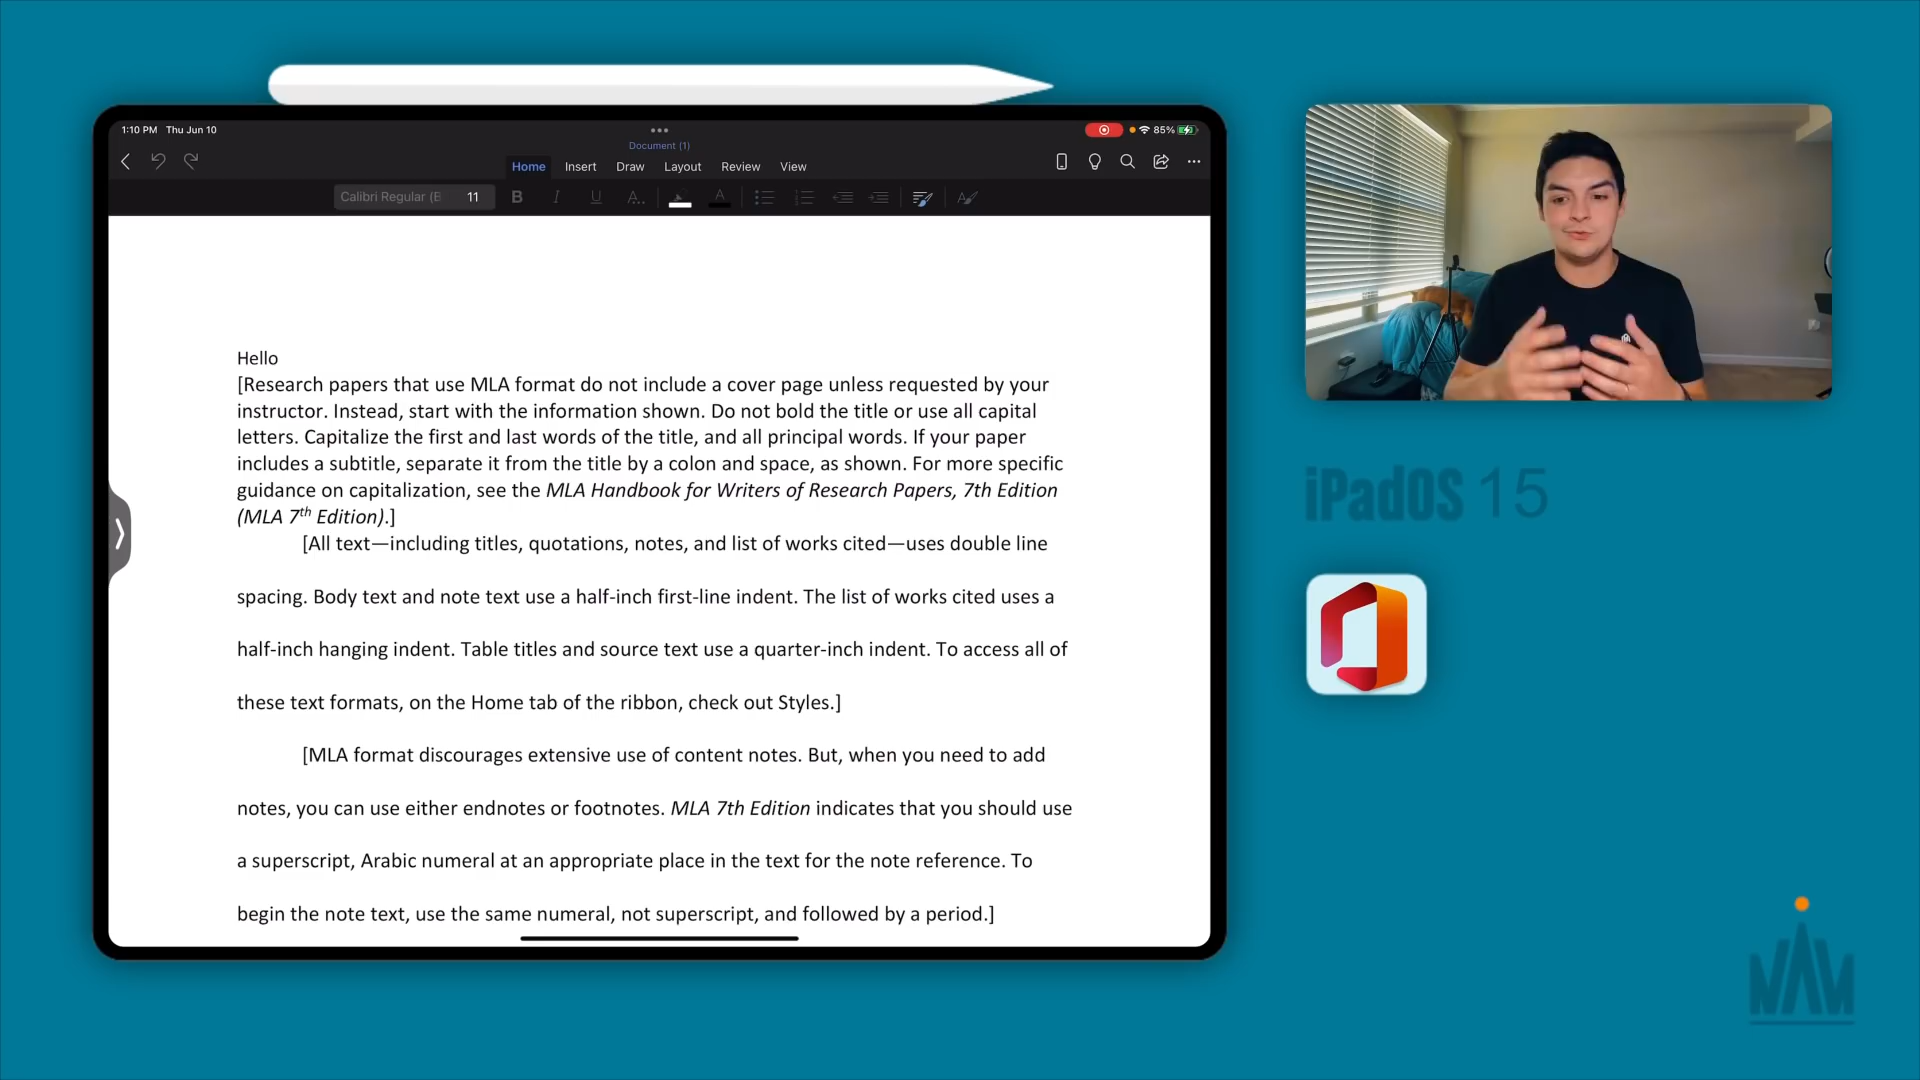 1:10 PM Thu Jun 10
85%
Document (1)
Home Insert Draw Layout Review View
Calibri Regular (B 11 B I U A.. A
Hello
[Research papers that use MLA format do not include a cover page unless requested by your
instructor. Instead, start with the information shown. Do not bold the title or use all capital
letters. Capitalize the first and last words of the title, and all principal words. If your paper
includes a subtitle, separate it from the title by a colon and space, as shown. For more specific
guidance on capitalization, see the MLA Handbook for Writers of Research Papers, 7th Edition
(MLA 7th Edition).]
[All text—including titles, quotations, notes, and list of works cited—uses double line
spacing. Body text and note text use a half-inch first-line indent. The list of works cited uses a
half-inch hanging indent. Table titles and source text use a quarter-inch indent. To access all of
these text formats, on the Home tab of the ribbon, check out Styles.]
[MLA format discourages extensive use of content notes. But, when you need to add
notes, you can use either endnotes or footnotes. MLA 7th Edition indicates that you should use
a superscript, Arabic numeral at an appropriate place in the text for the note reference. To
begin the note text, use the same numeral, not superscript, and followed by a period.]
iPadOS 15